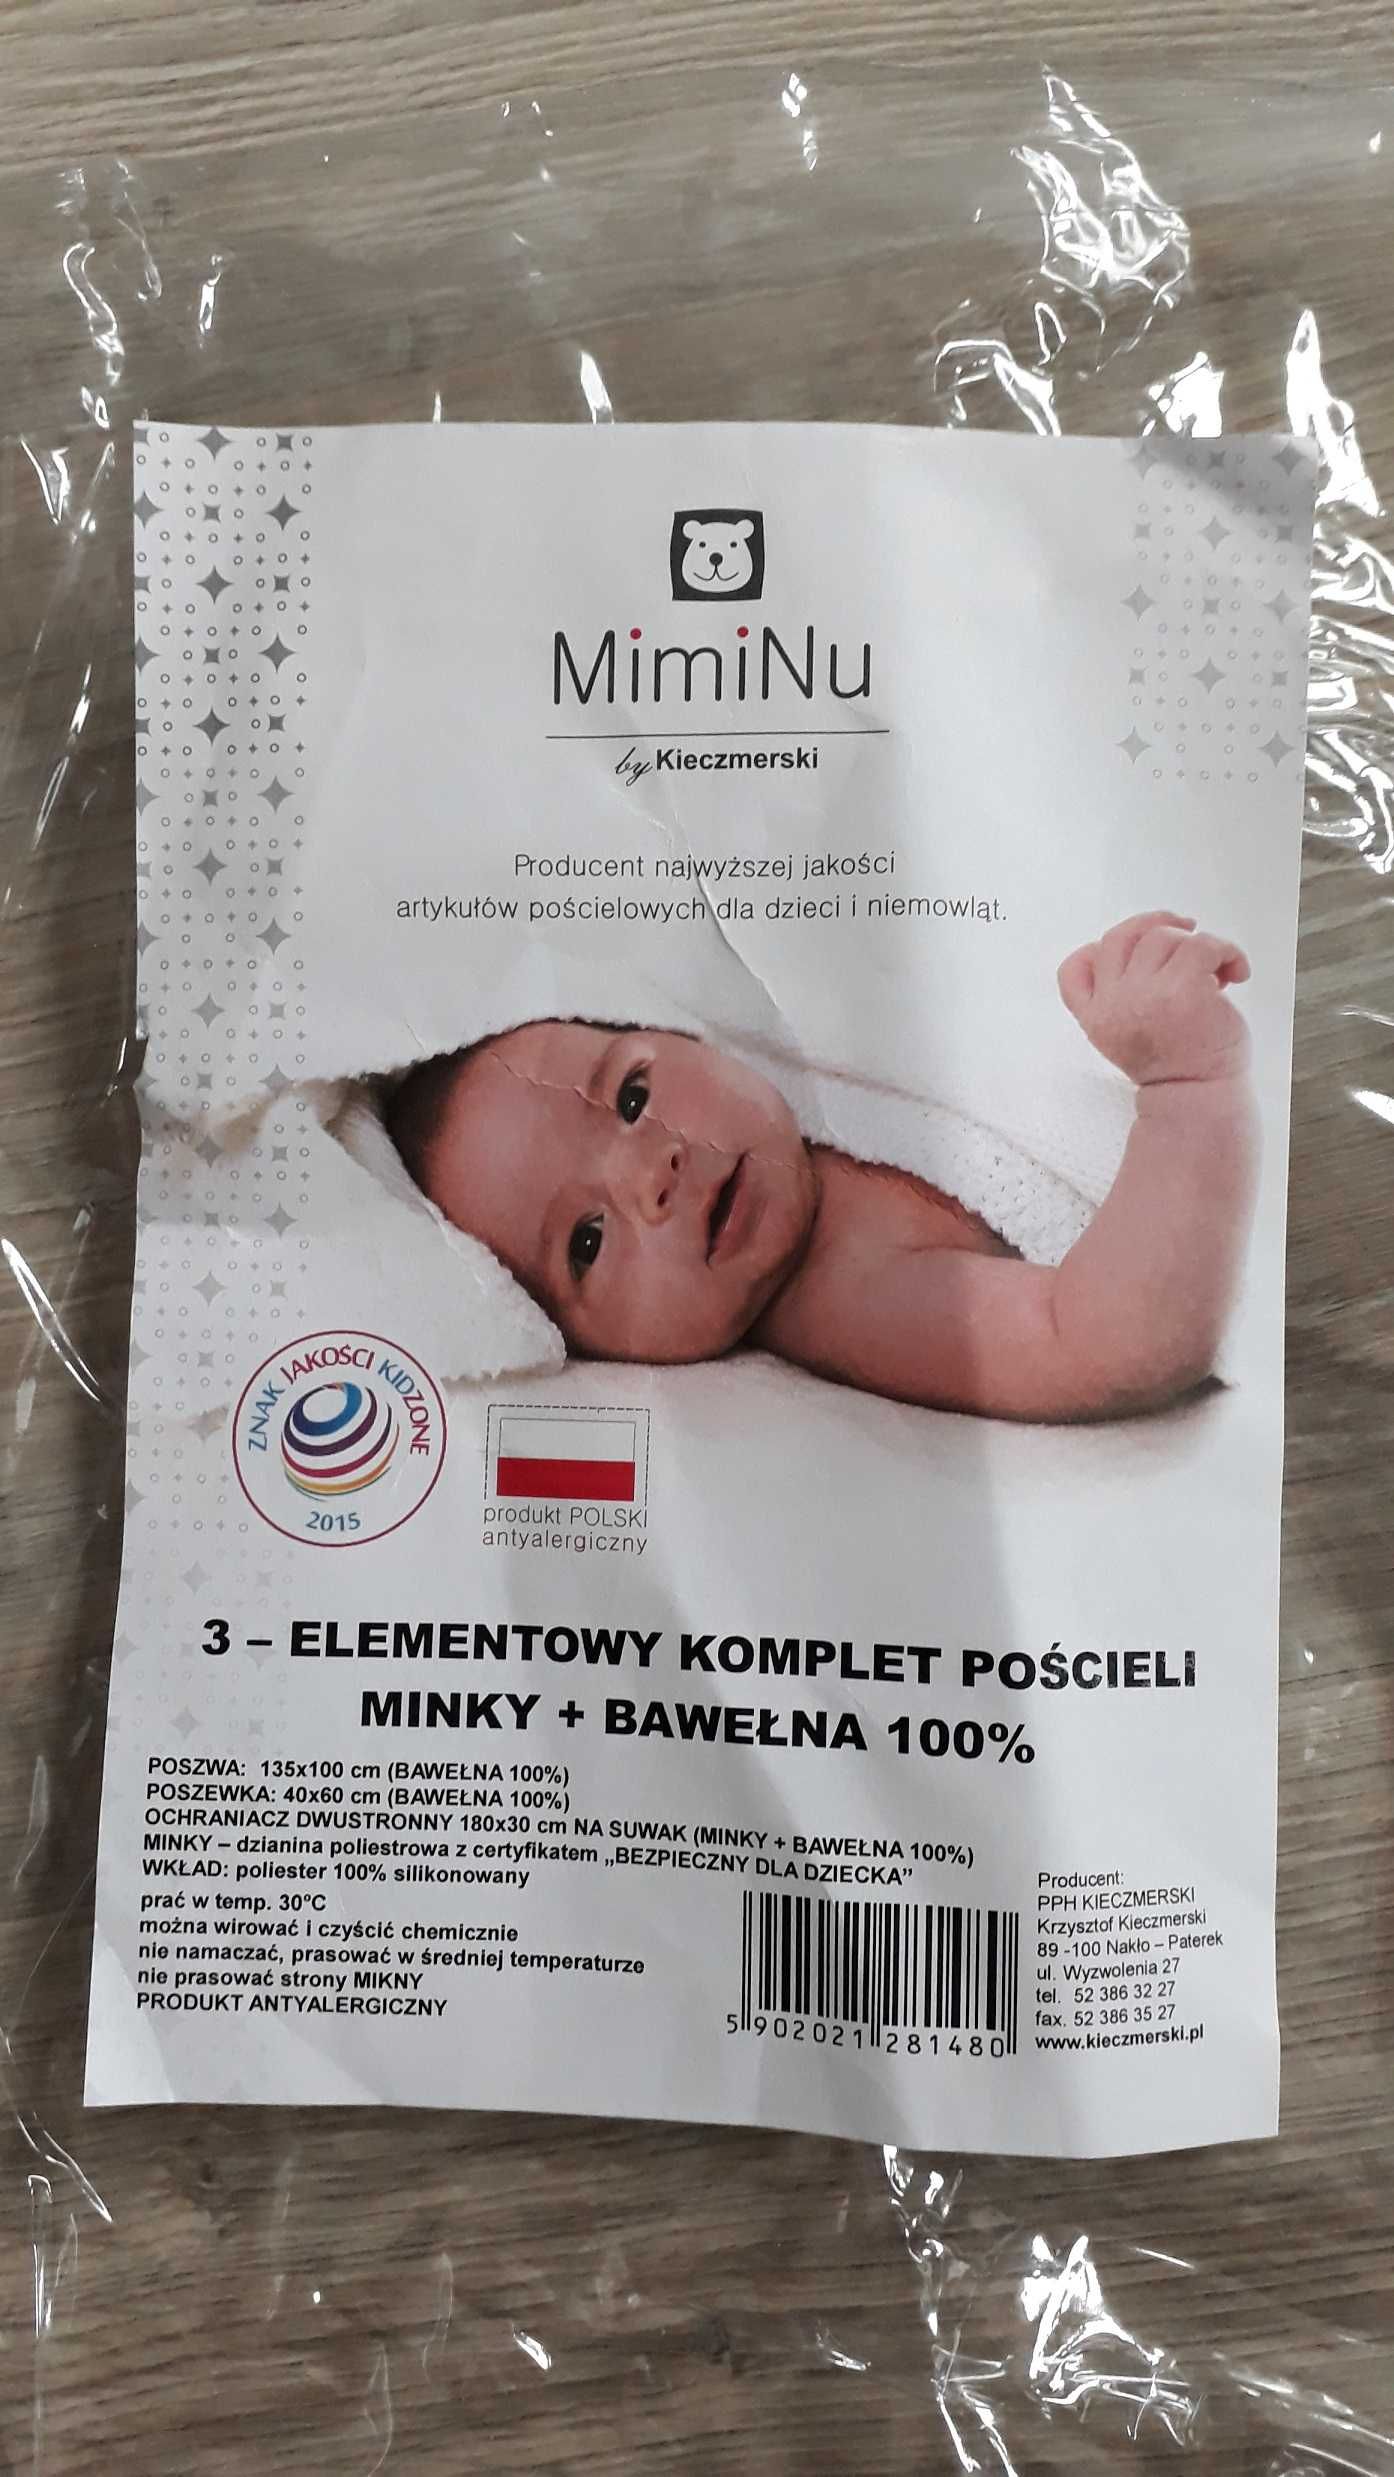 MimiNu
by Kieczmerski
Producent najwyższej jakości
artykułów pościelowych dla dzieci i niemowląt.
ZNAK JAKOŚCI KIDZONE
2015
produkt POLSKI
antyalergiczny
3 – ELEMENTOWY KOMPLET POŚCIELI
MINKY + BAWEŁNA 100%
POSZWA: 135x100 cm (BAWEŁNA 100%)
POSZEWKA: 40x60 cm (BAWEŁNA 100%)
OCHRANIACZ DWUSTRONNY 180x30 cm NA SUWAK (MINKY + BAWEŁNA 100%)
MINKY – dzianina poliestrowa z certyfikatem „BEZPIECZNY DLA DZIECKA”
WKŁAD: poliester 100% silikonowany
prać w temp. 30°C
można wirować i czyścić chemicznie
nie namaczać, prasować w średniej temperaturze
nie prasować strony MIKNY
PRODUKT ANTYALERGICZNY
5 902021 281480
Producent:
PPH KIECZMERSKI
Krzysztof Kieczmerski
89 -100 Nakło – Paterek
ul. Wyzwolenia 27
tel. 52 386 32 27
fax. 52 386 35 27
www.kieczmerski.pl